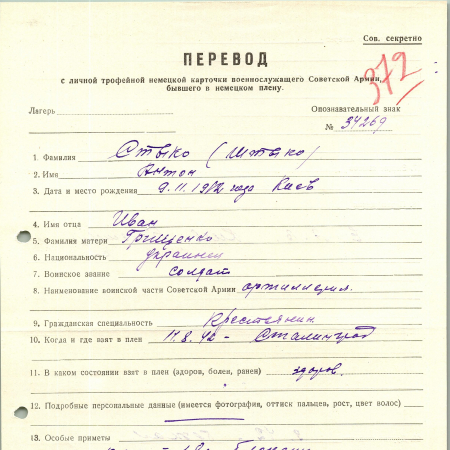 Сов. секретно
ПЕРЕВОД
с личной трофейной немецкой карточки военнослужащего Советской Армии,
бывшего в немецком плену.
372
Лагерь
Опознавательный знак
№ 34269
1. Фамилия Стыко (Штыко)
2. Имя Антон
3. Дата и место рождения 9.11.1912 года Киев
4. Имя отца Иван
5. Фамилия матери Грищенко
6. Национальность украинец
7. Воинское звание солдат
8. Наименование воинской части Советской Армии артиллерия.
9. Гражданская специальность крестьянин
10. Когда и где взят в плен 17.8.42 - Сталинград
11. В каком состоянии взят в плен (здоров, болен, ранен) здоров.
12. Подробные персональные данные (имеется фотография, оттиск пальцев, рост, цвет волос)
13. Особые приметы